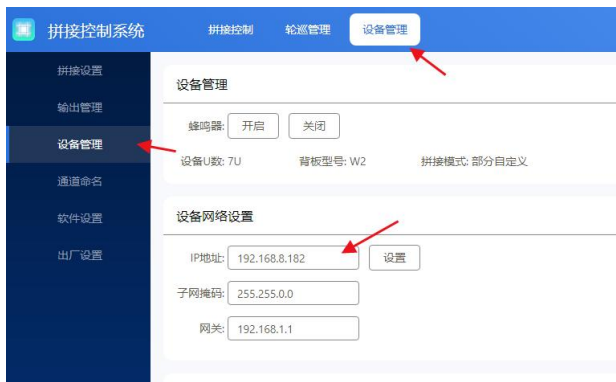 拼接控制系统 拼接控制 轮巡管理 设备管理
拼接设置
输出管理
设备管理
通道命名
软件设置
出厂设置
设备管理
蜂鸣器: 开启 关闭
设备U数: 7U 背板型号: W2 拼接模式: 部分自定义
设备网络设置
IP地址: 192.168.8.182 设置
子网掩码: 255.255.0.0
网关: 192.168.1.1